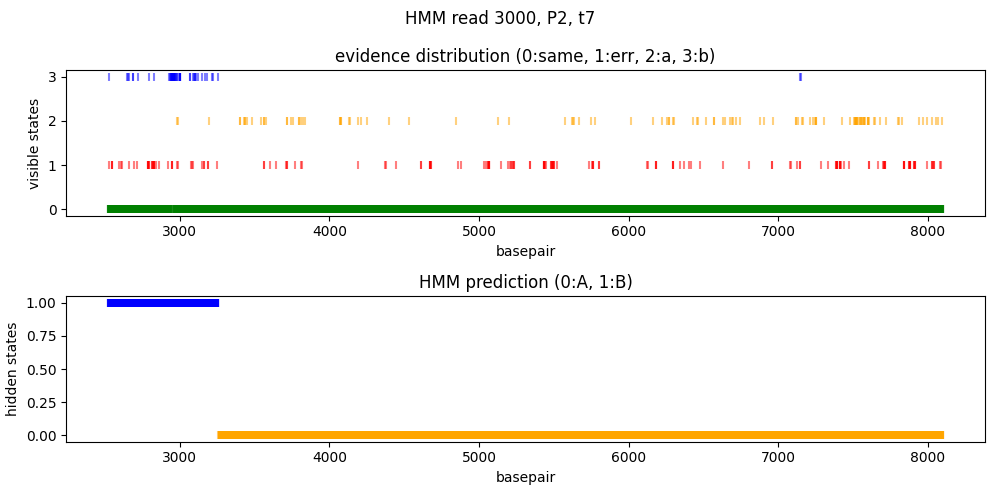 HMM read 3000, P2, t7
evidence distribution (0:same, 1:err, 2:a, 3:b)
visible states
3
2
1
0
3000 4000 5000 6000 7000 8000
basepair
HMM prediction (0:A, 1:B)
hidden states
1.00
0.75
0.50
0.25
0.00
3000 4000 5000 6000 7000 8000
basepair